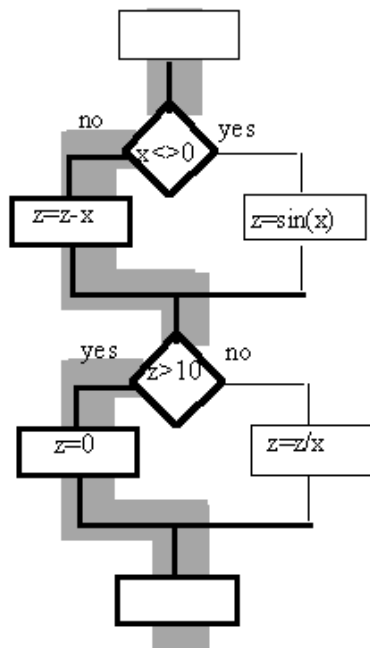 no
yes
x<>0
z=z-x
z=sin(x)
yes
no
z>10
z=0
z=z/x